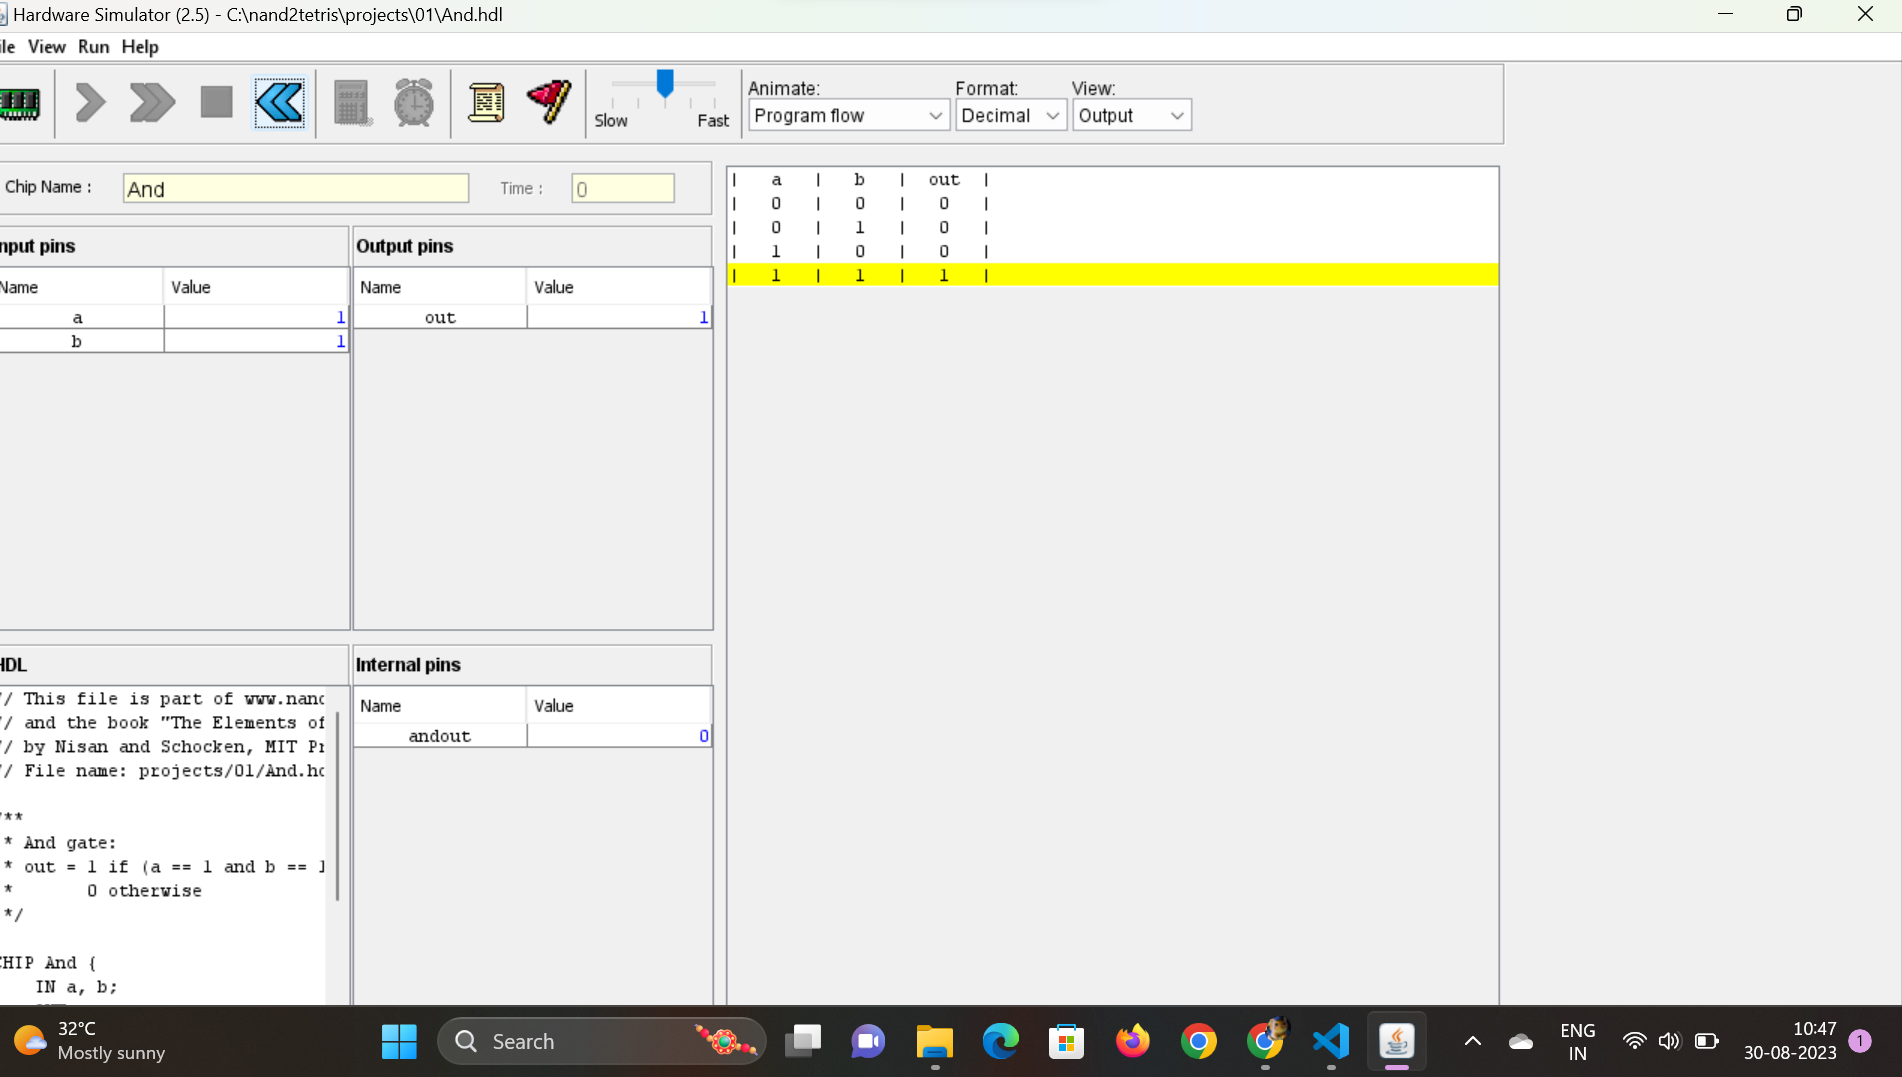 Hardware Simulator (2.5) - C:\nand2tetris\projects\01\And.hdl
ile View Run Help
Slow Fast
Animate: Format: View:
Program flow Decimal Output
Chip Name : And Time : 0
nput pins
Name Value
a 1
b 1
Output pins
Name Value
out 1
| a | b | out |
| 0 | 0 | 0 |
| 0 | 1 | 0 |
| 1 | 0 | 0 |
| 1 | 1 | 1 |
HDL
// This file is part of www.nand
// and the book "The Elements of
// by Nisan and Schocken, MIT Pr
// File name: projects/01/And.hd
/**
* And gate:
* out = 1 if (a == 1 and b == 1
* 0 otherwise
*/
CHIP And {
IN a, b;
Internal pins
Name Value
andout 0
32°C
Mostly sunny
Search
ENG
IN
10:47
30-08-2023
1